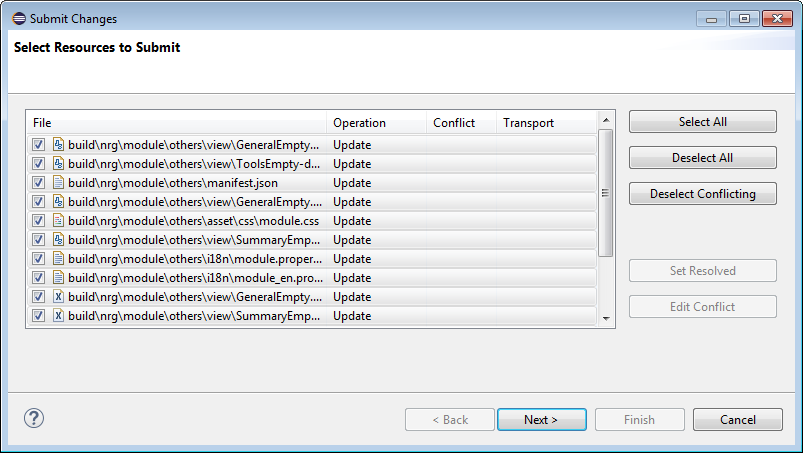 Submit Changes
Select Resources to Submit
File Operation Conflict Transport
build\nrg\module\others\view\GeneralEmpty... Update
build\nrg\module\others\view\ToolsEmpty-d... Update
build\nrg\module\others\manifest.json Update
build\nrg\module\others\view\GeneralEmpty.... Update
build\nrg\module\others\asset\css\module.css Update
build\nrg\module\others\view\SummaryEmp... Update
build\nrg\module\others\i18n\module.proper... Update
build\nrg\module\others\i18n\module_en.pro... Update
build\nrg\module\others\view\GeneralEmpty.... Update
build\nrg\module\others\view\SummaryEmp... Update
Select All
Deselect All
Deselect Conflicting
Set Resolved
Edit Conflict
? < Back Next > Finish Cancel